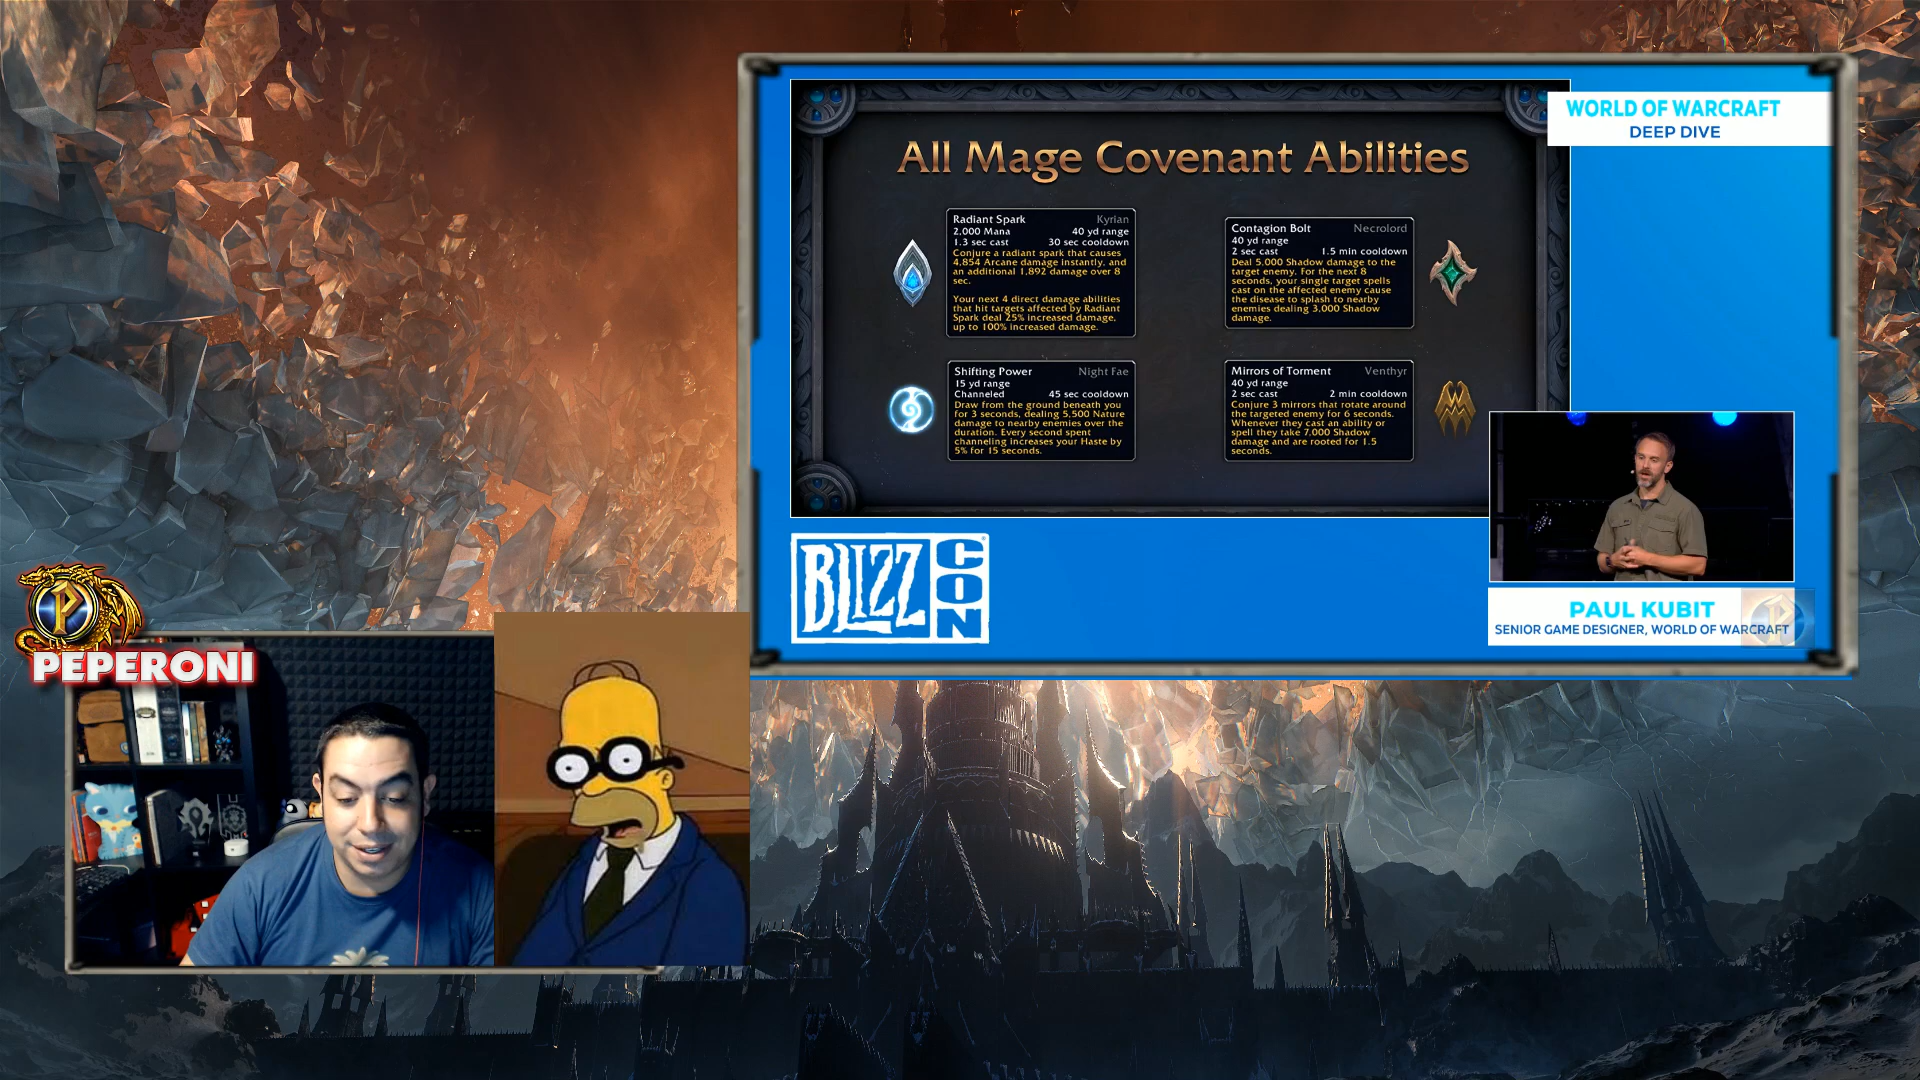 WORLD OF WARCRAFT
DEEP DIVE
All Mage Covenant Abilities
Radiant Spark Kyrian
2,000 Mana 40 yd range
1.3 sec cast 30 sec cooldown
Conjure a radiant spark that causes
4,854 Arcane damage instantly, and
an additional 1,892 damage over 8
sec.
Your next 4 direct damage abilities
that hit targets affected by Radiant
Spark deal 25% increased damage,
up to 100% increased damage.
Contagion Bolt Necrolord
40 yd range
2 sec cast 1.5 min cooldown
Deal 5,000 Shadow damage to the
target enemy. For the next 8
seconds, your single target spells
cast on the affected enemy cause
the disease to splash to nearby
enemies dealing 3,000 Shadow
damage.
Shifting Power Night Fae
15 yd range
Channeled 45 sec cooldown
Draw from the ground beneath you
for 3 seconds, dealing 5,500 Nature
damage to nearby enemies over the
duration. Every second spent
channeling increases your Haste by
5% for 15 seconds.
Mirrors of Torment Venthyr
40 yd range
2 sec cast 2 min cooldown
Conjure 3 mirrors that rotate around
the targeted enemy for 6 seconds.
Whenever they cast an ability or
spell they take 7,000 Shadow
damage and are rooted for 1.5
seconds.
BLIZZ
CON
PAUL KUBIT
SENIOR GAME DESIGNER, WORLD OF WARCRAFT
P
PEPERONI